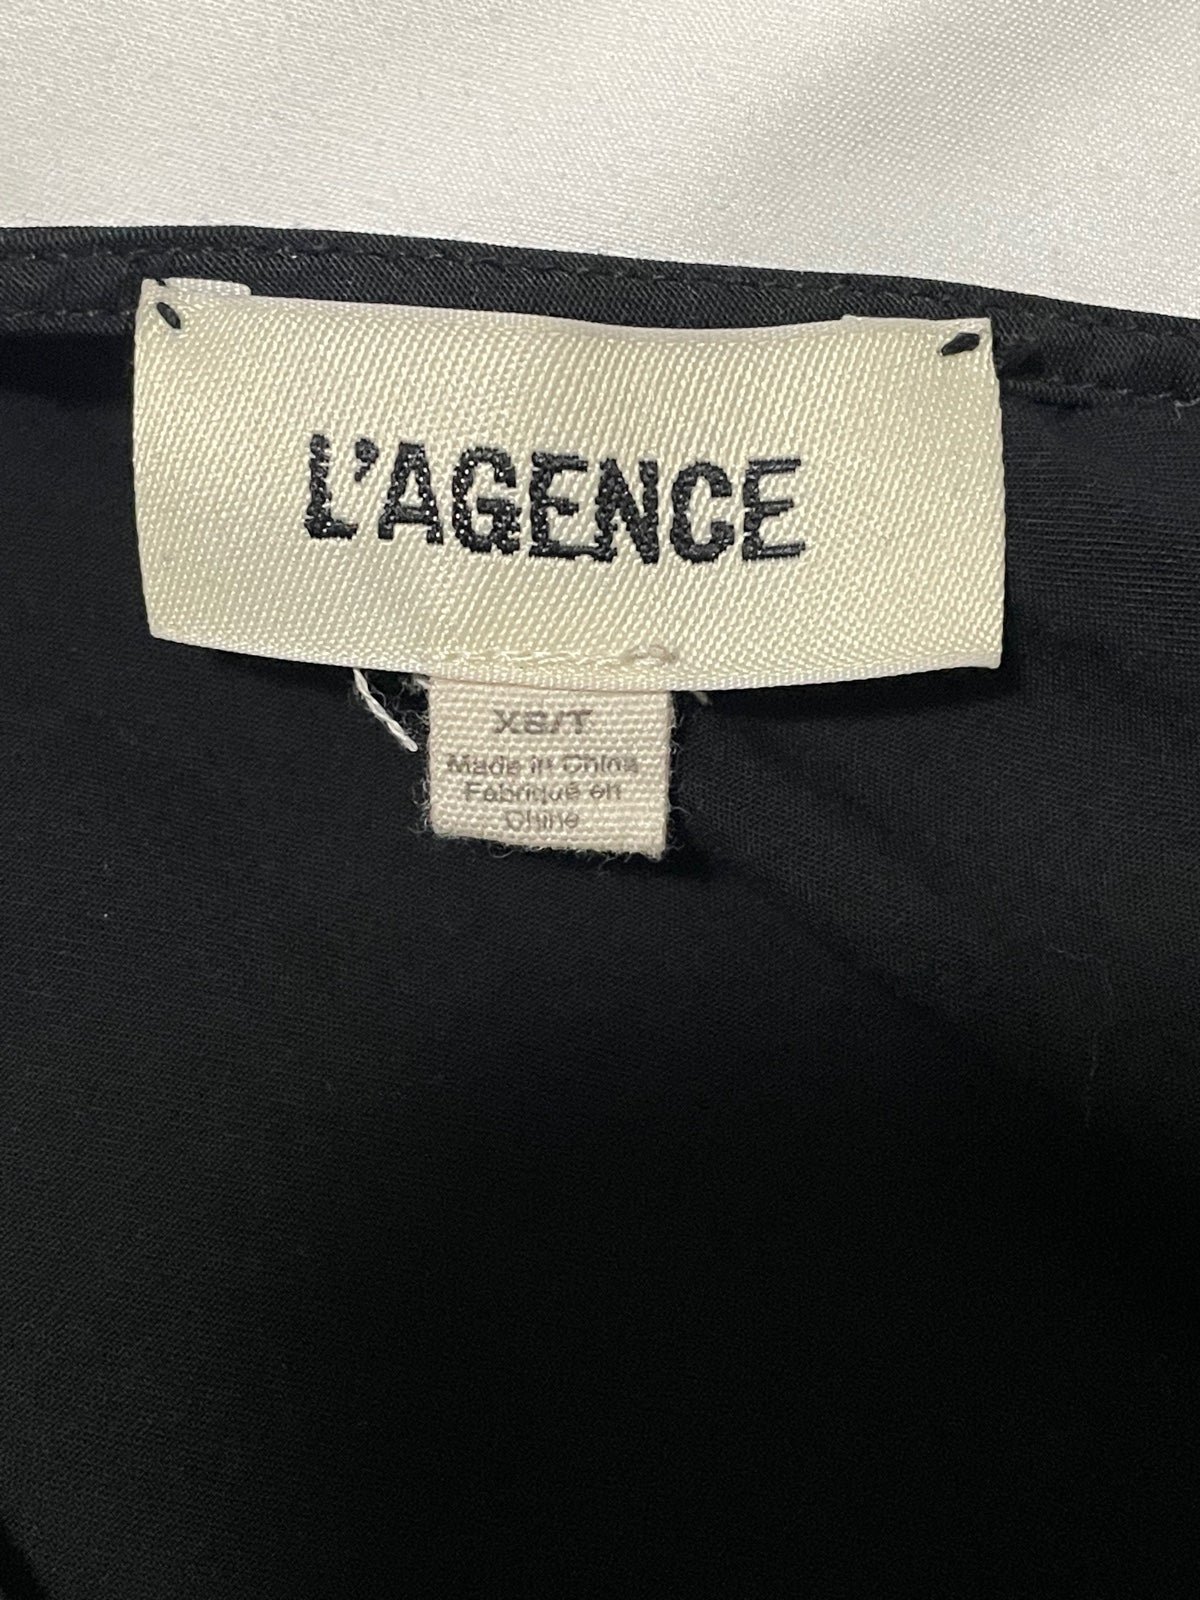 L'AGENCE
XS/T
Made in China
Fabriqué en
Chine